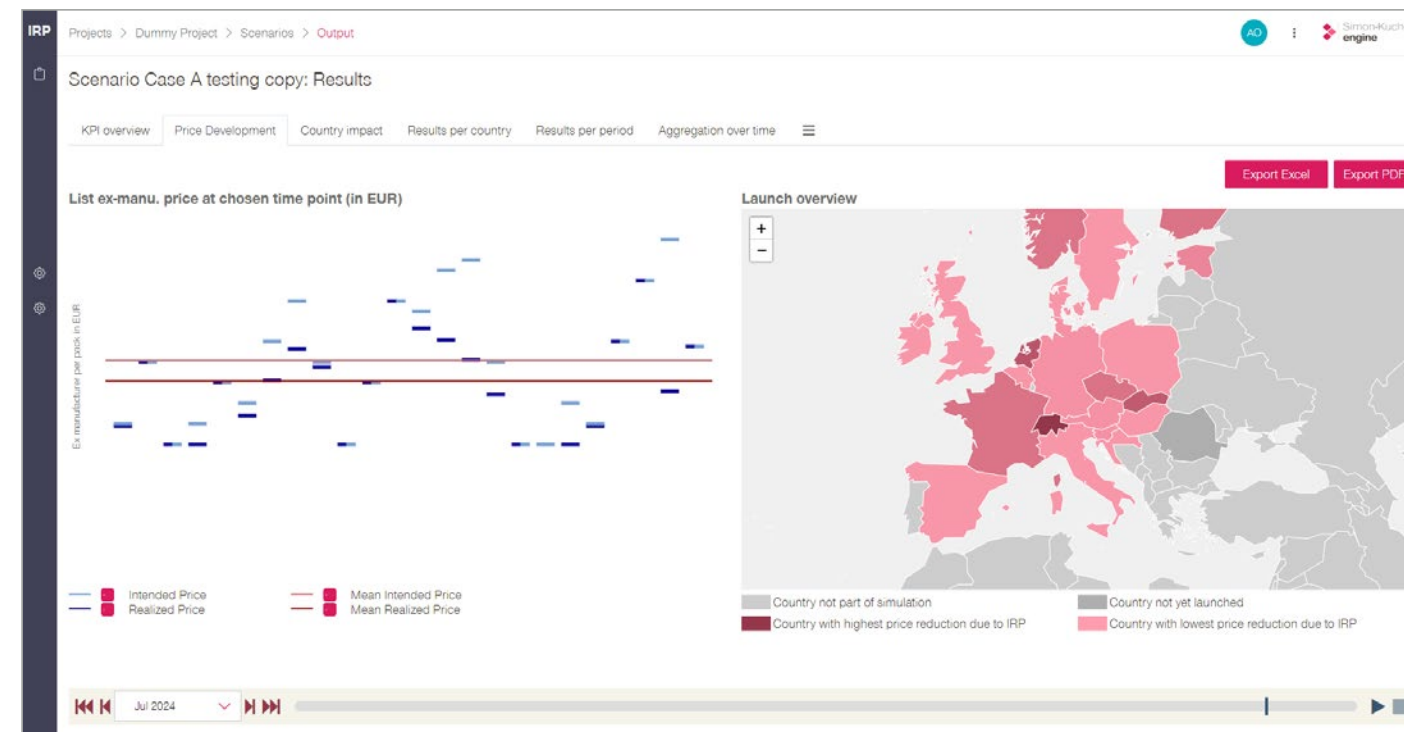 IRP
Projects > Dummy Project > Scenarios > Output
AO
engine
Scenario Case A testing copy: Results
KPI overview Price Development Country impact Results per country Results per period Aggregation over time
Export Excel Export PDF
List ex-manu. price at chosen time point (in EUR)
Launch overview
+
−
Ex manufacturer per pack in EUR
Intended Price
Mean Intended Price
Realized Price
Mean Realized Price
Country not part of simulation
Country not yet launched
Country with highest price reduction due to IRP
Country with lowest price reduction due to IRP
Jul 2024